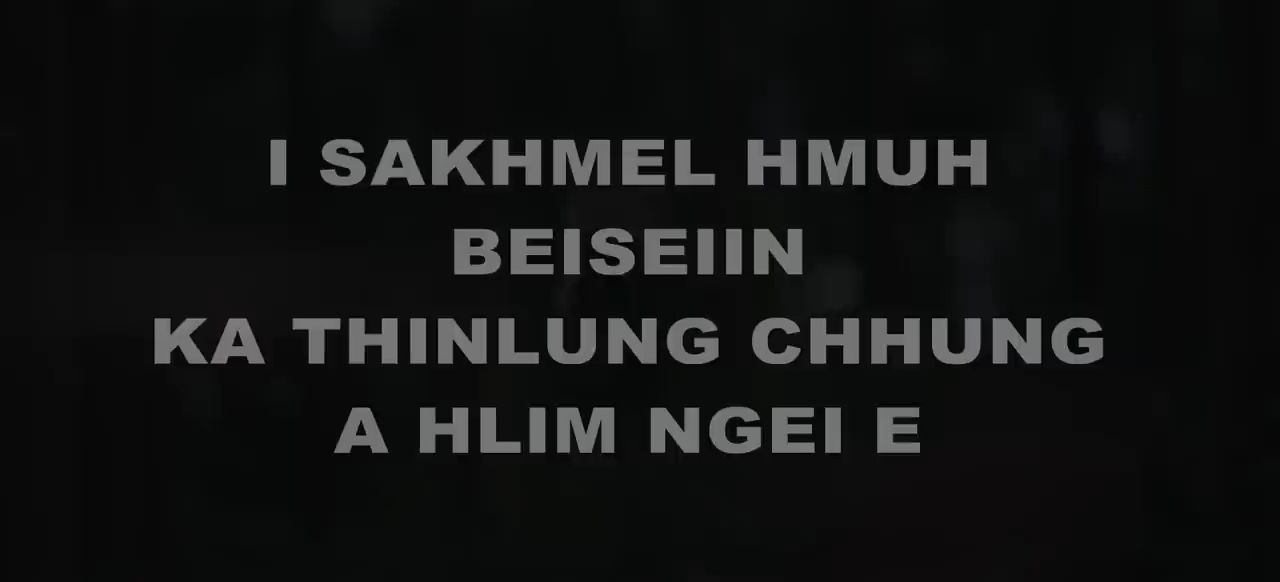 I SAKHMEL HMUH
BEISEIIN
KA THINLUNG CHHUNG
A HLIM NGEI E